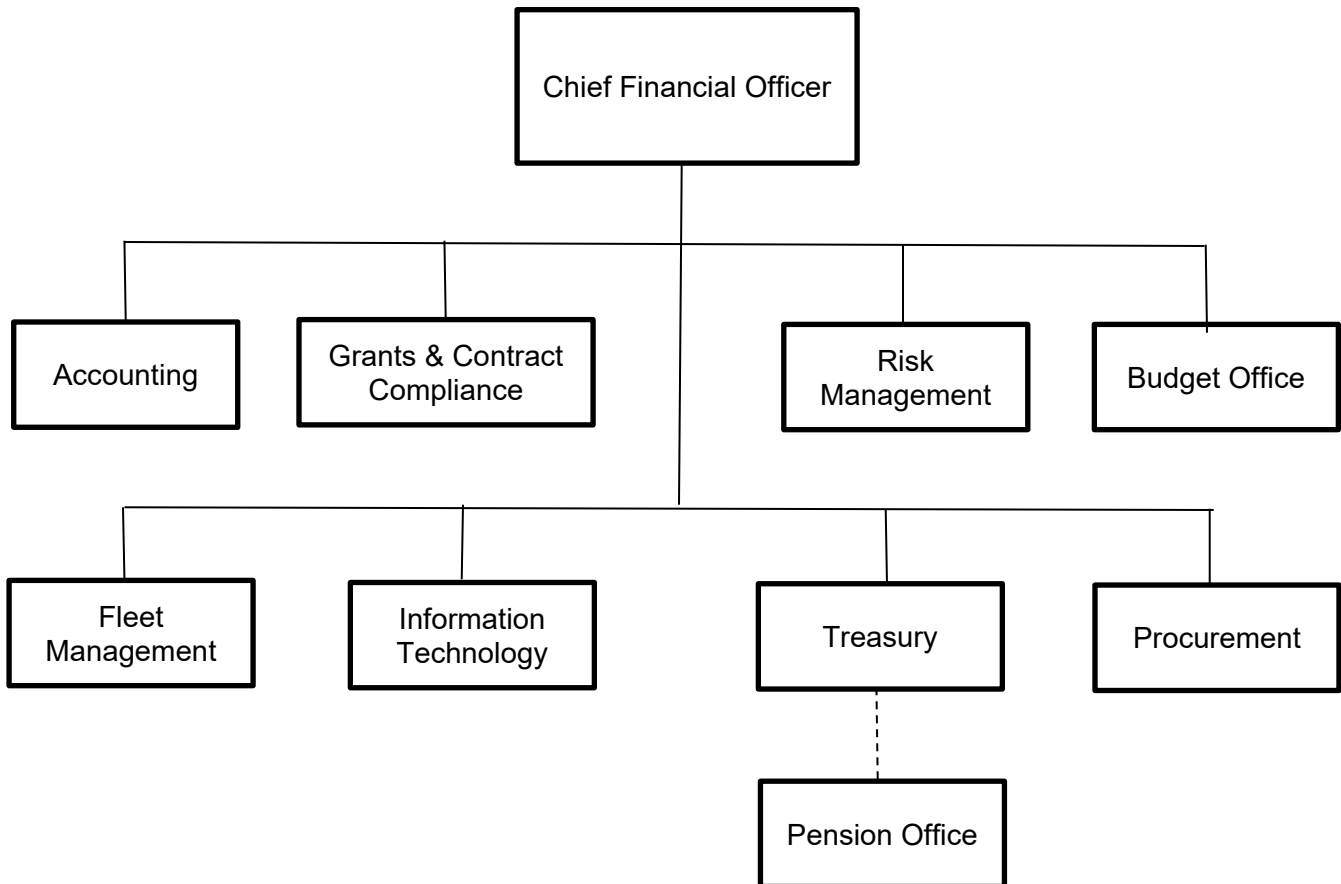 Chief Financial Officer
Accounting
Grants & Contract
Compliance
Risk
Management
Budget Office
Fleet
Management
Information
Technology
Treasury
Procurement
Pension Office